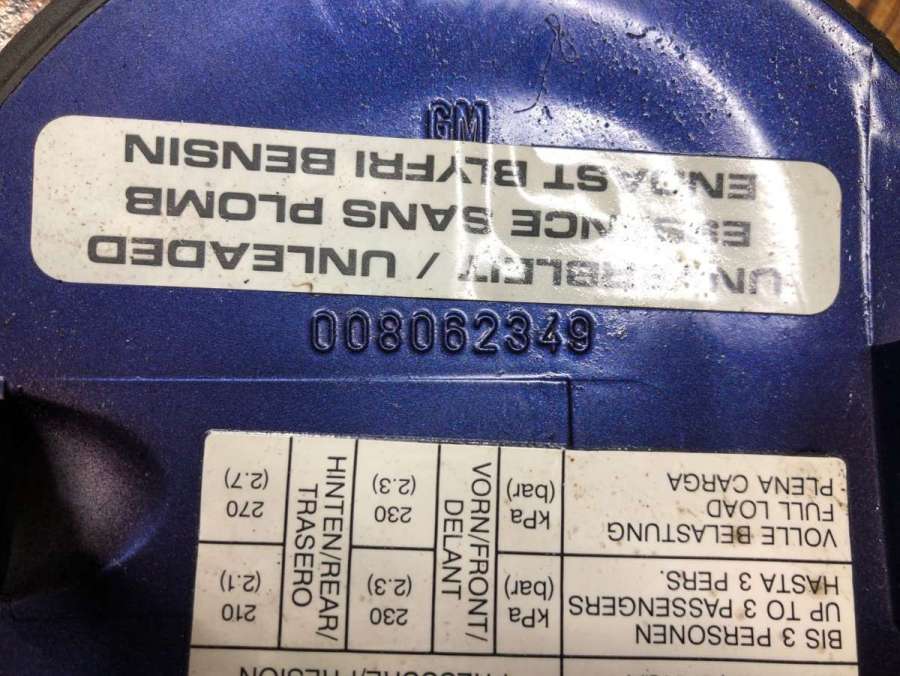 GM
UNVERBLEIT / UNLEADED
ESSENCE SANS PLOMB
ENDAST BLYFRI BENSIN
008062349
BIS 3 PERSONEN
UP TO 3 PASSENGERS
HASTA 3 PERS.
kPa
(bar)
VORN/FRONT/
DELANT
230
(2.3)
HINTEN/REAR/
TRASERO
210
(2.1)
VOLLE BELASTUNG
FULL LOAD
PLENA CARGA
kPa
(bar)
230
(2.3)
270
(2.7)